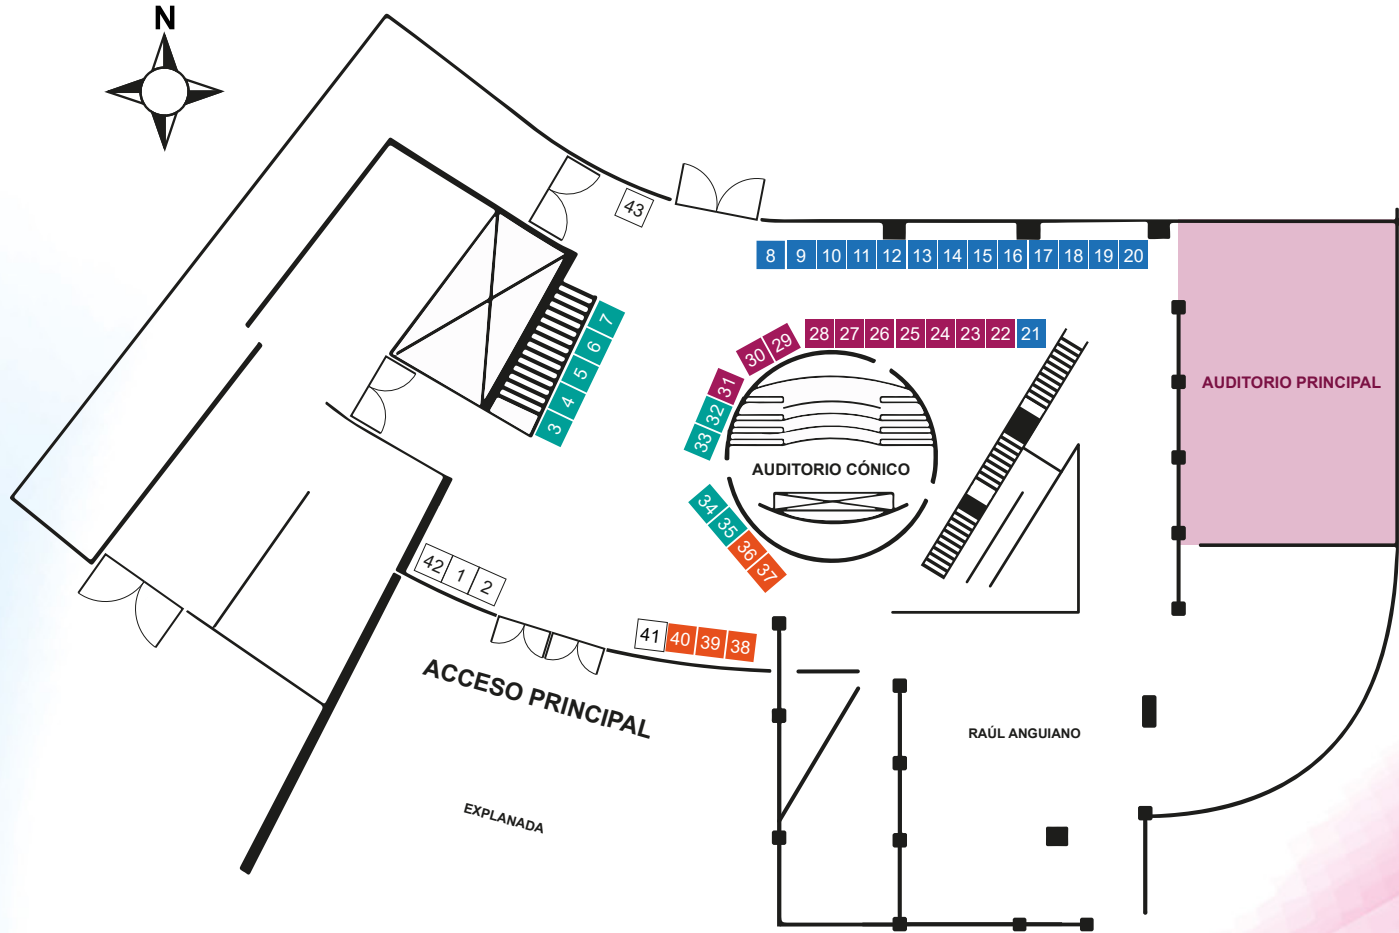 N
43
8 9 10 11 12 13 14 15 16 17 18 19 20
7
6
5
4
3
28 27 26 25 24 23 22 21
30 29
31
32
33
AUDITORIO PRINCIPAL
AUDITORIO CÓNICO
34
35
36
37
42 1 2
41 40 39 38
ACCESO PRINCIPAL
RAÚL ANGUIANO
EXPLANADA